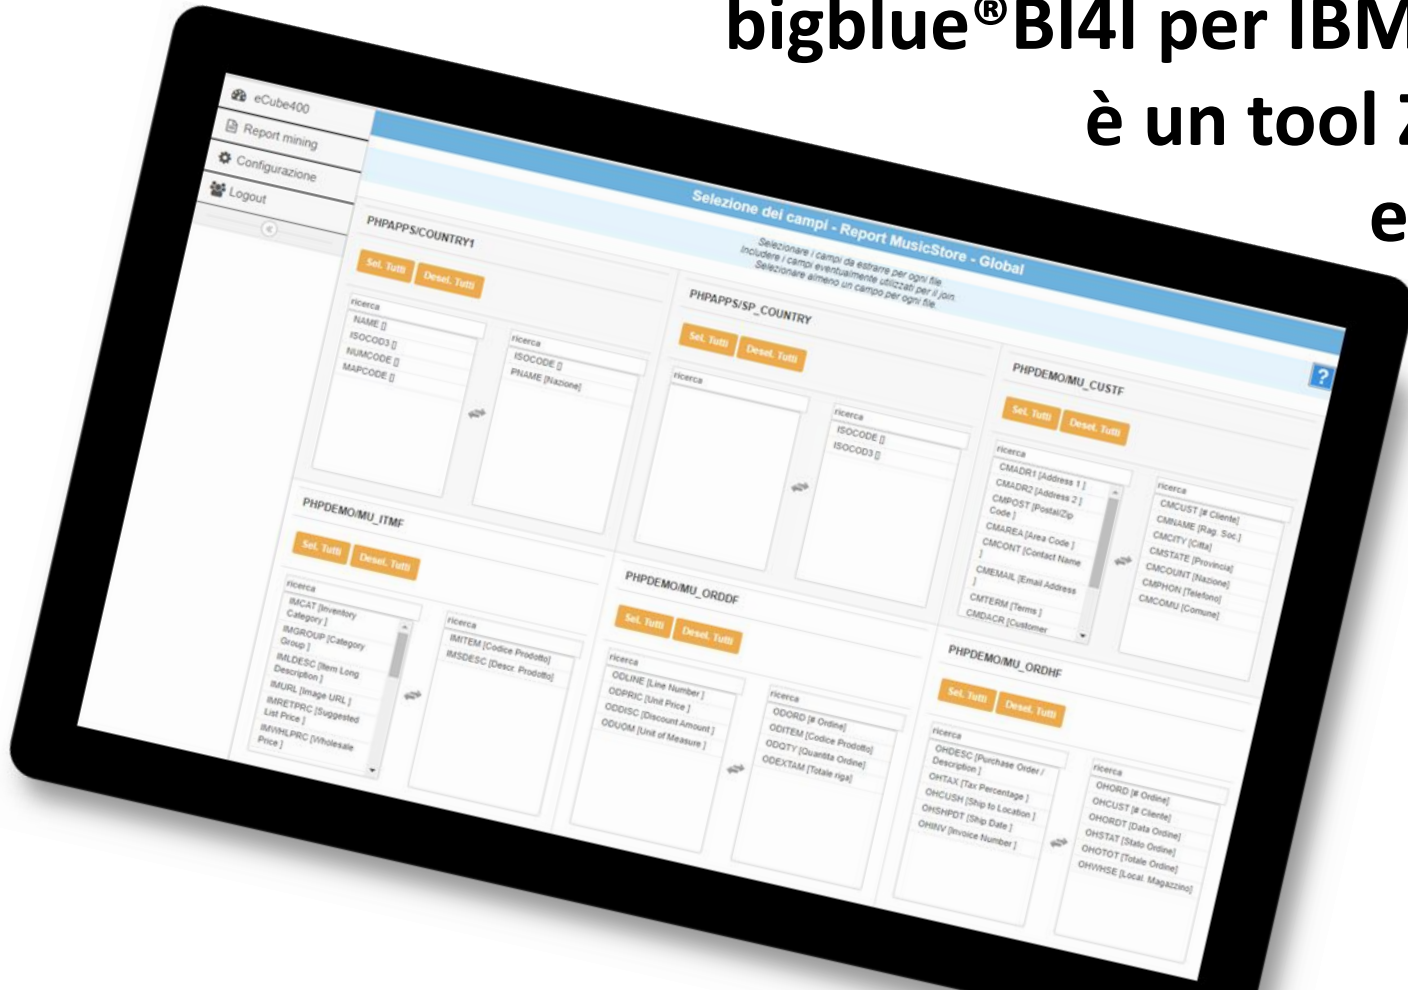 bigblue®BI4I per IBM
è un tool Z
e
eCube400
Report mining
Configurazione
Logout
Selezione dei campi - Report MusicStore - Global
Selezionare i campi da estrarre per ogni file.
Includere i campi eventualmente utilizzati per il join.
Selezionare almeno un campo per ogni file.
?
PHPAPPS/COUNTRY1
Sel. Tutti Desel. Tutti
ricerca
NAME []
ISOCOD3 []
NUMCODE []
MAPCODE []
ricerca
ISOCODE []
PNAME [Nazione]
PHPAPPS/SP_COUNTRY
Sel. Tutti Desel. Tutti
ricerca
ricerca
ISOCODE []
ISOCOD3 []
PHPDEMO/MU_CUSTF
Sel. Tutti Desel. Tutti
ricerca
CMADR1 [Address 1 ]
CMADR2 [Address 2 ]
CMPOST [Postal/Zip
Code ]
CMAREA [Area Code ]
CMCONT [Contact Name
]
CMEMAIL [Email Address
]
CMTERM [Terms ]
CMDACR [Customer
ricerca
CMCUST [# Cliente]
CMNAME [Rag. Soc.]
CMCITY [Citta]
CMSTATE [Provincia]
CMCOUNT [Nazione]
CMPHON [Telefono]
CMCOMU [Comune]
PHPDEMO/MU_ITMF
Sel. Tutti Desel. Tutti
ricerca
IMCAT [Inventory
Category ]
IMGROUP [Category
Group ]
IMLDESC [Item Long
Description ]
IMURL [Image URL ]
IMRETPRC [Suggested
List Price ]
IMWHLPRC [Wholesale
Price ]
ricerca
IMITEM [Codice Prodotto]
IMSDESC [Descr. Prodotto]
PHPDEMO/MU_ORDDF
Sel. Tutti Desel. Tutti
ricerca
ODLINE [Line Number ]
ODPRIC [Unit Price ]
ODDISC [Discount Amount ]
ODUOM [Unit of Measure ]
ricerca
ODORD [# Ordine]
ODITEM [Codice Prodotto]
ODQTY [Quantita Ordine]
ODEXTAM [Totale riga]
PHPDEMO/MU_ORDHF
Sel. Tutti Desel. Tutti
ricerca
OHDESC [Purchase Order /
Description ]
OHTAX [Tax Percentage ]
OHCUSH [Ship to Location ]
OHSHPDT [Ship Date ]
OHINV [Invoice Number ]
ricerca
OHORD [# Ordine]
OHCUST [# Cliente]
OHORDT [Data Ordine]
OHSTAT [Stato Ordine]
OHOTOT [Totale Ordine]
OHWHSE [Local. Magazzino]